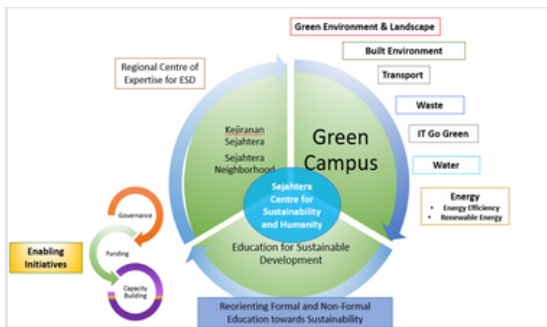 Green Environment & Landscape
Built Environment
Transport
Waste
IT Go Green
Water
Energy
• Energy Efficiency
• Renewable Energy
Regional Centre of
Expertise for ESD
Kejiranan
Sejahtera
Sejahtera
Neighborhood
Green
Campus
Sejahtera
Centre for
Sustainability
and Humanity
Education for Sustainable
Development
Reorienting Formal and Non-Formal
Education towards Sustainability
Enabling
Initiatives
Governance
Funding
Capacity
Building